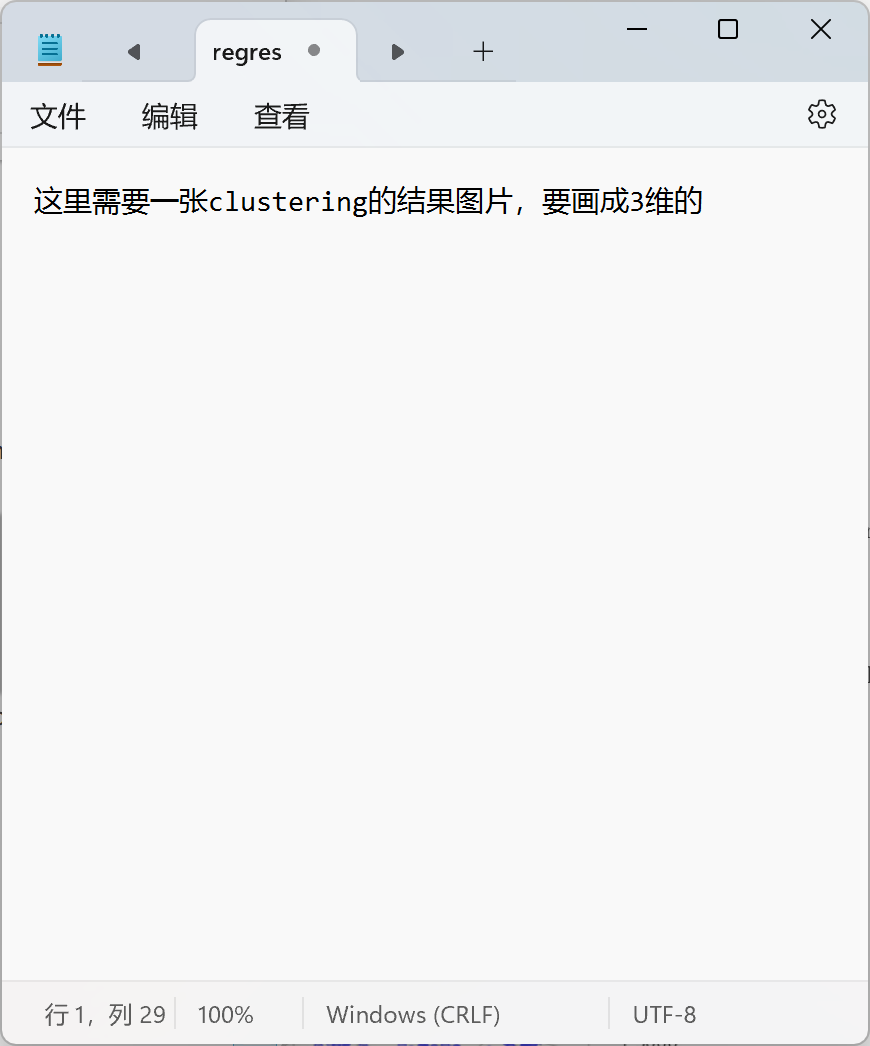 regres
文件 编辑 查看
这里需要一张clustering的结果图片，要画成3维的
行 1，列 29 100% Windows (CRLF) UTF-8